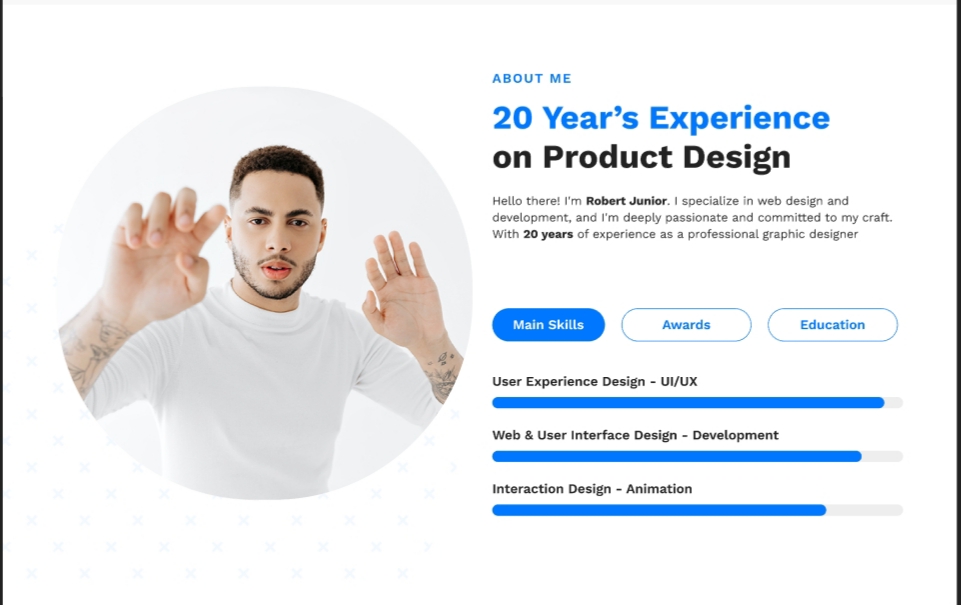 ABOUT ME
20 Year’s Experience
on Product Design
Hello there! I'm Robert Junior. I specialize in web design and
development, and I'm deeply passionate and committed to my craft.
With 20 years of experience as a professional graphic designer
Main Skills
Awards
Education
User Experience Design - UI/UX
Web & User Interface Design - Development
Interaction Design - Animation